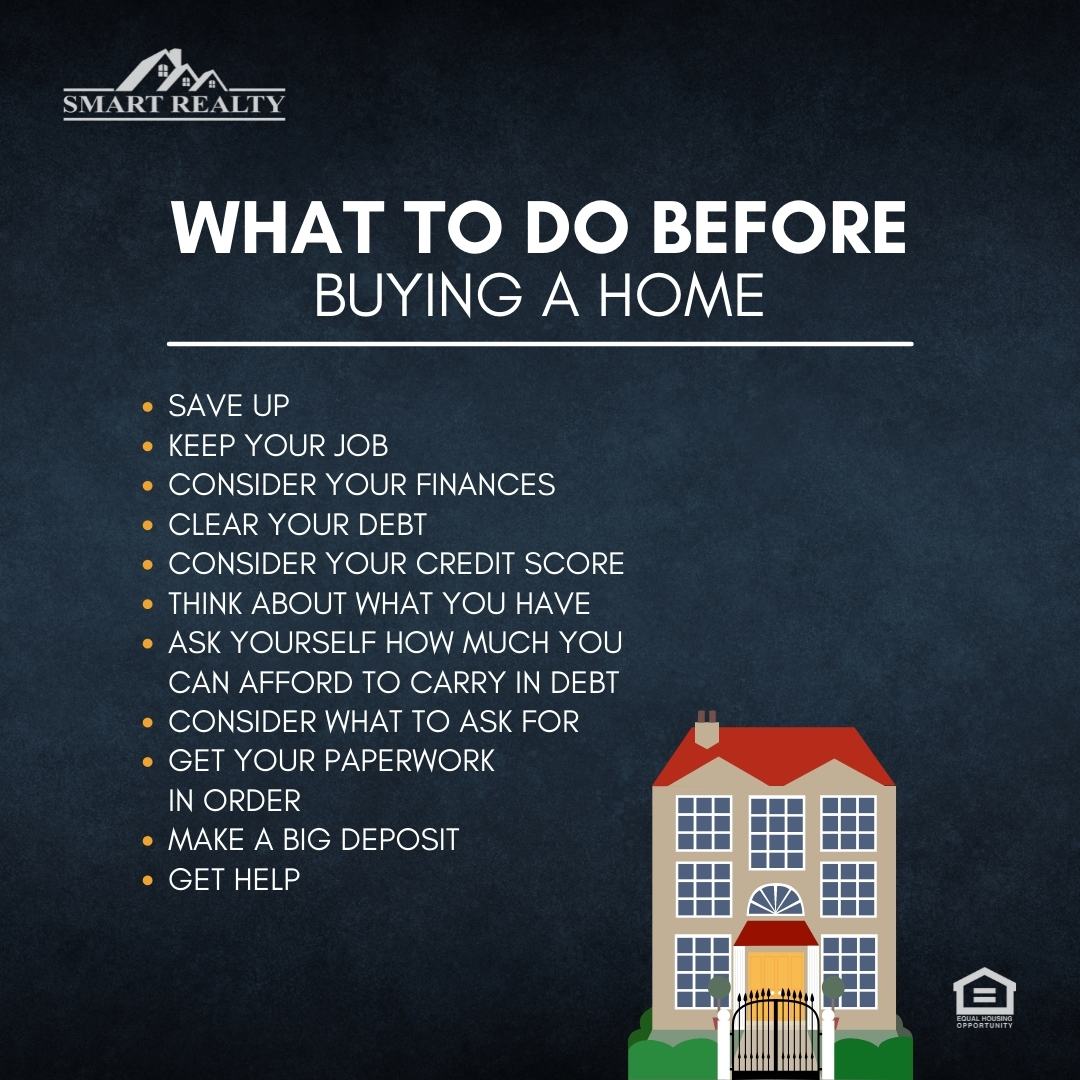 SMART REALTY
WHAT TO DO BEFORE
BUYING A HOME
• SAVE UP
• KEEP YOUR JOB
• CONSIDER YOUR FINANCES
• CLEAR YOUR DEBT
• CONSIDER YOUR CREDIT SCORE
• THINK ABOUT WHAT YOU HAVE
• ASK YOURSELF HOW MUCH YOU
CAN AFFORD TO CARRY IN DEBT
• CONSIDER WHAT TO ASK FOR
• GET YOUR PAPERWORK
IN ORDER
• MAKE A BIG DEPOSIT
• GET HELP
EQUAL HOUSING
OPPORTUNITY